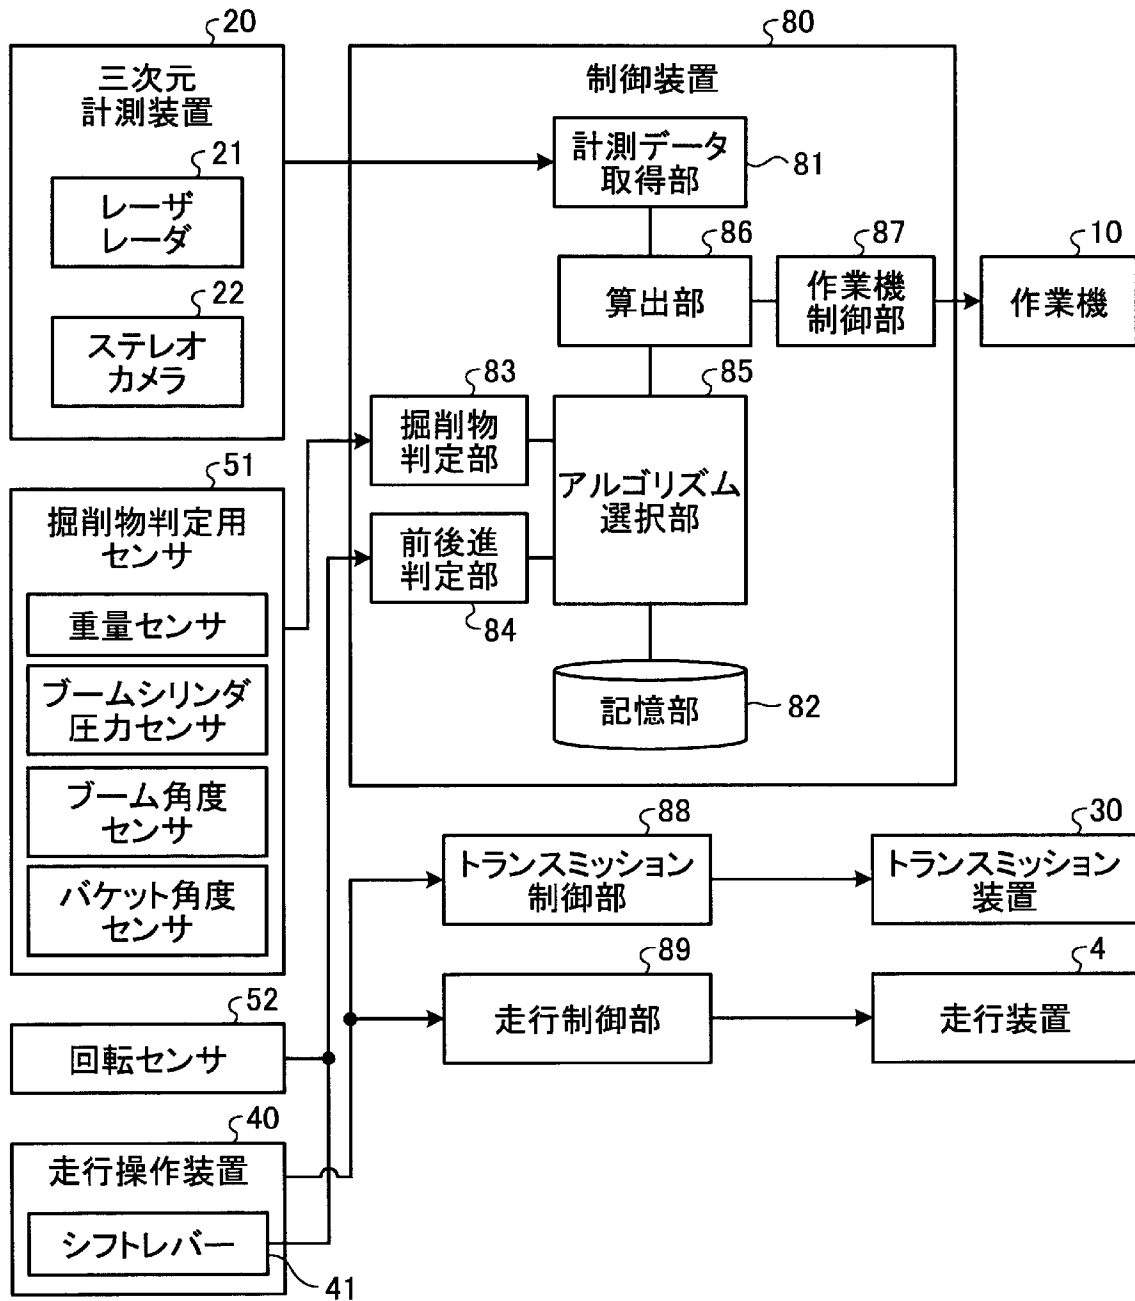 20
三次元
計測装置
21
レーザ
レーダ
22
ステレオ
カメラ
80
制御装置
計測データ
取得部
81
86
算出部
87
作業機
制御部
10
作業機
83
掘削物
判定部
85
アルゴリズム
選択部
前後進
判定部
84
記憶部
82
51
掘削物判定用
センサ
重量センサ
ブームシリンダ
圧力センサ
ブーム角度
センサ
バケット角度
センサ
88
トランスミッション
制御部
30
トランスミッション
装置
89
走行制御部
4
走行装置
52
回転センサ
40
走行操作装置
シフトレバー
41